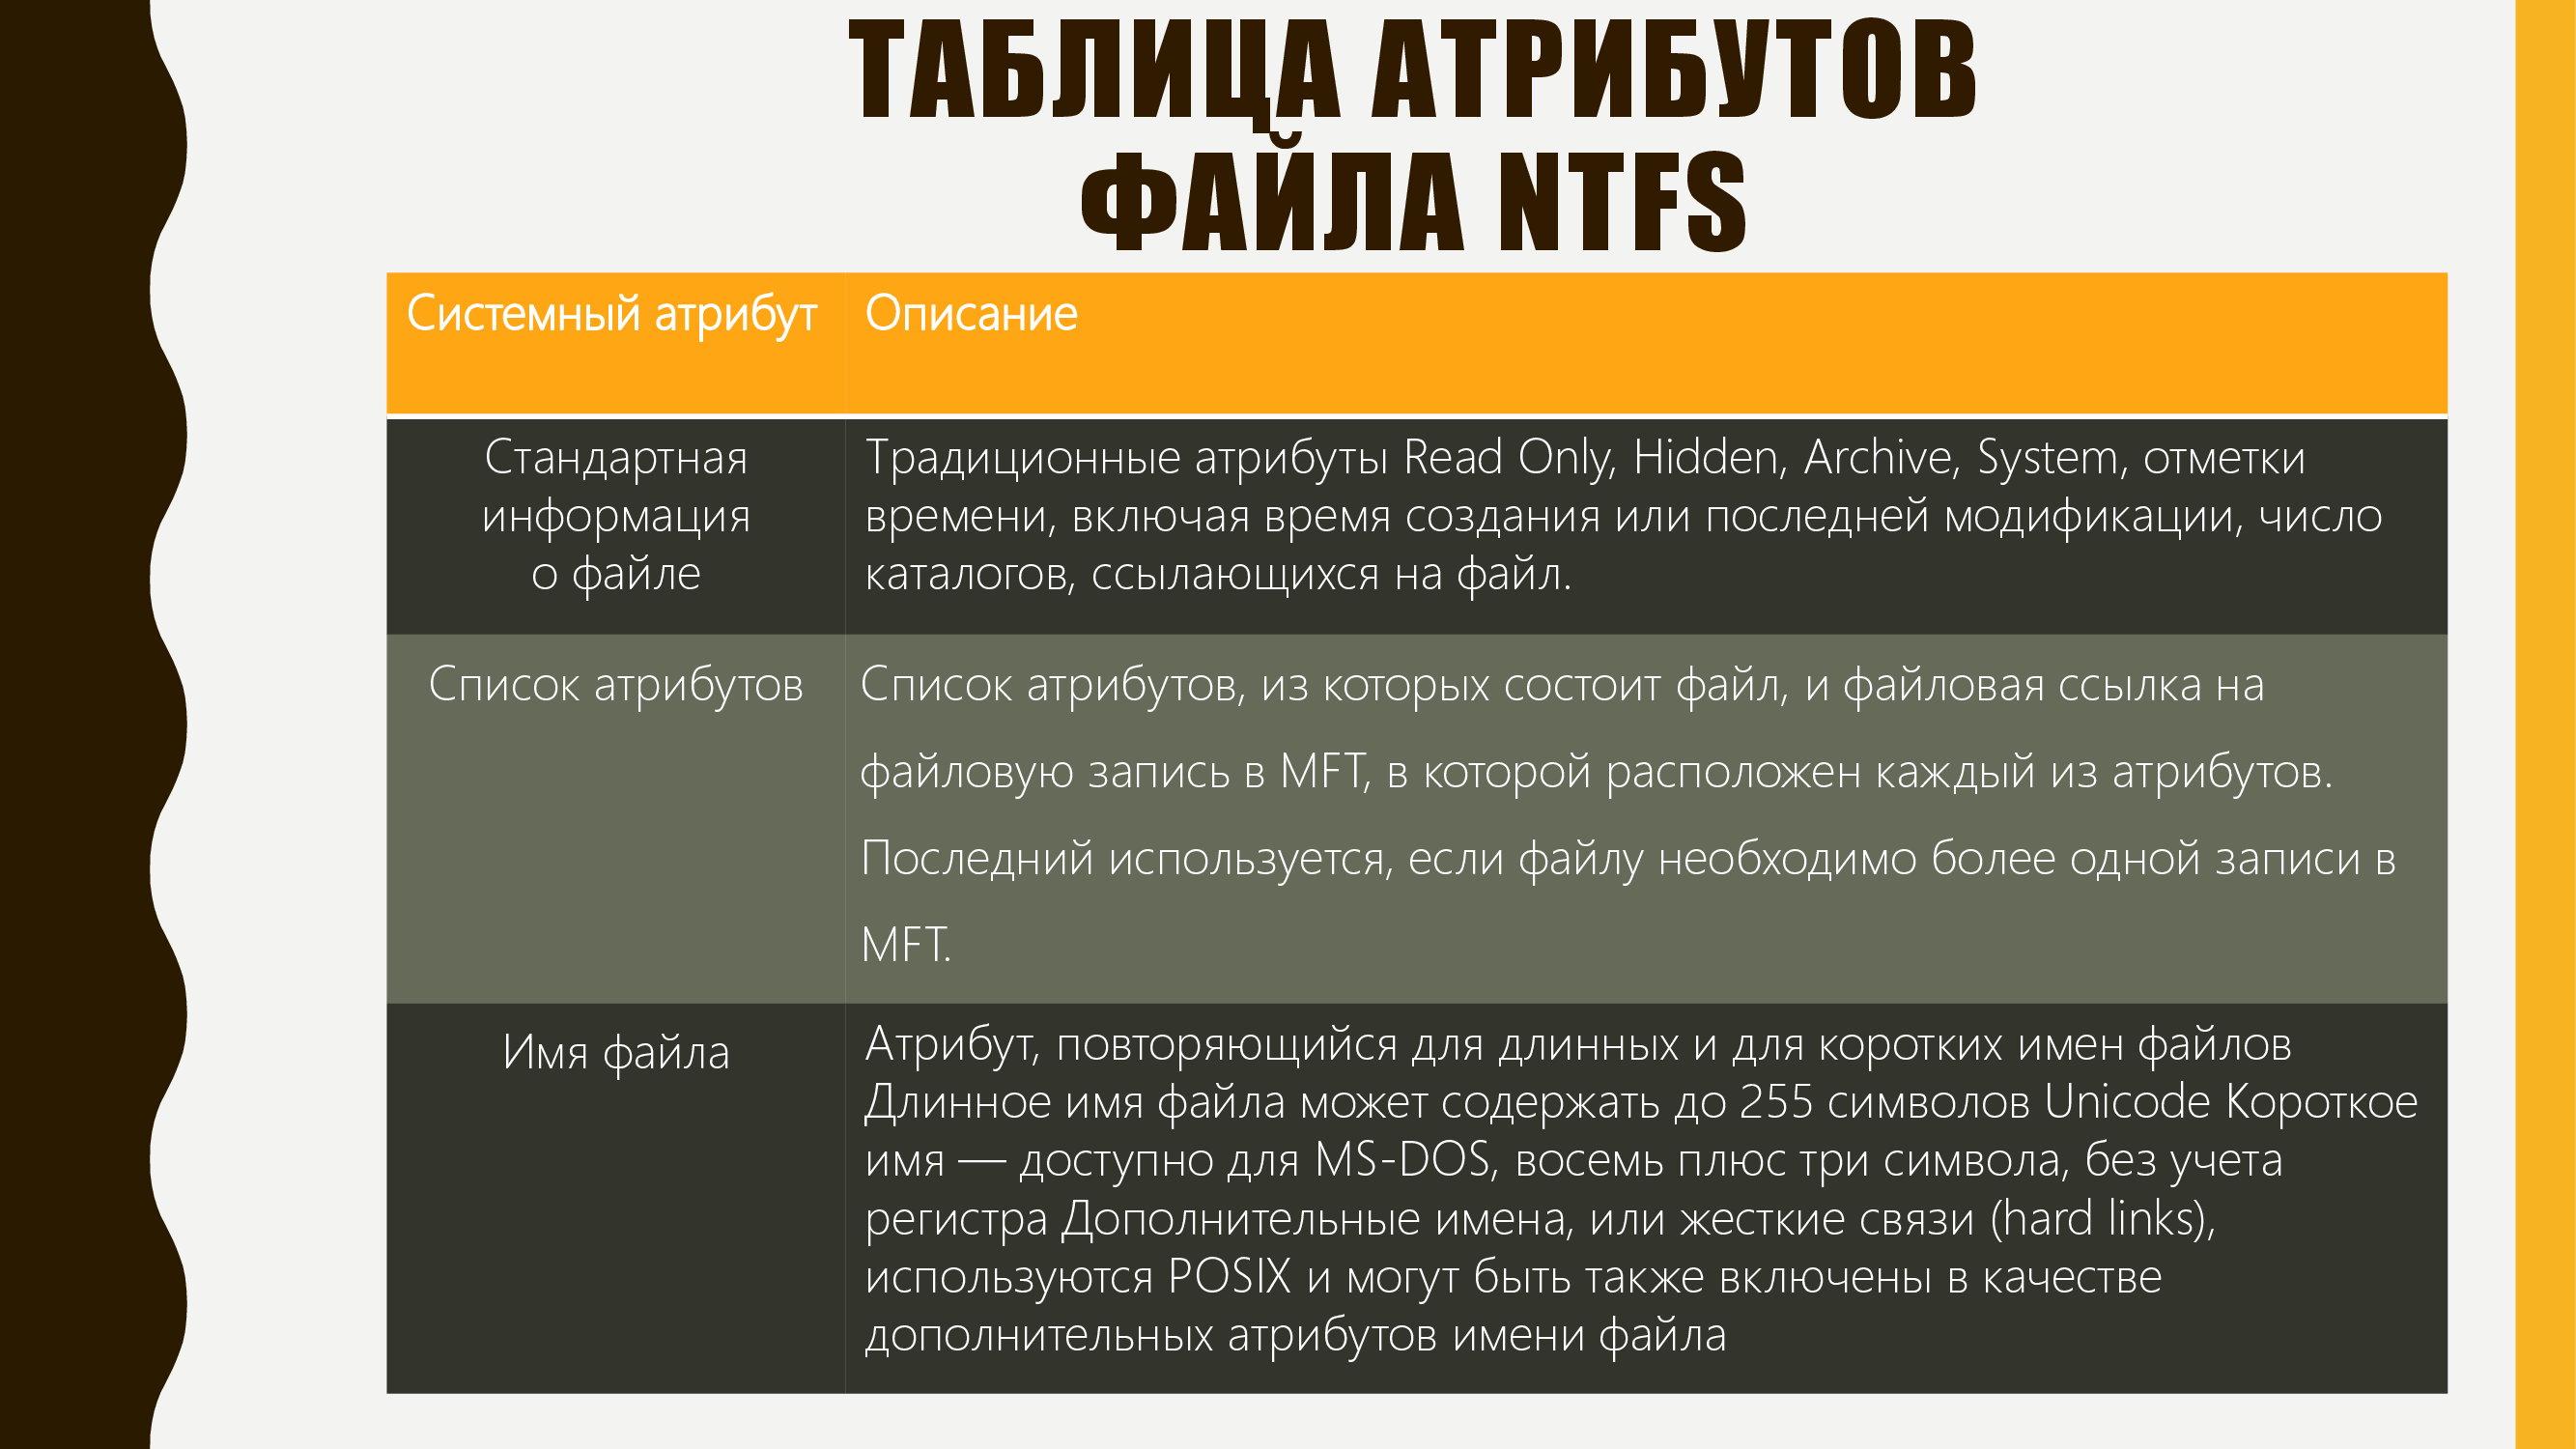 ТАБЛИЦА АТРИБУТОВ
ФАЙЛА NTFS
Системный атрибут
Описание
Стандартная
информация
о файле
Традиционные атрибуты Read Only, Hidden, Archive, System, отметки
времени, включая время создания или последней модификации, число
каталогов, ссылающихся на файл.
Список атрибутов
Список атрибутов, из которых состоит файл, и файловая ссылка на
файловую запись в MFT, в которой расположен каждый из атрибутов.
Последний используется, если файлу необходимо более одной записи в
MFT.
Имя файла
Атрибут, повторяющийся для длинных и для коротких имен файлов
Длинное имя файла может содержать до 255 символов Unicode Короткое
имя — доступно для MS-DOS, восемь плюс три символа, без учета
регистра Дополнительные имена, или жесткие связи (hard links),
используются POSIX и могут быть также включены в качестве
дополнительных атрибутов имени файла